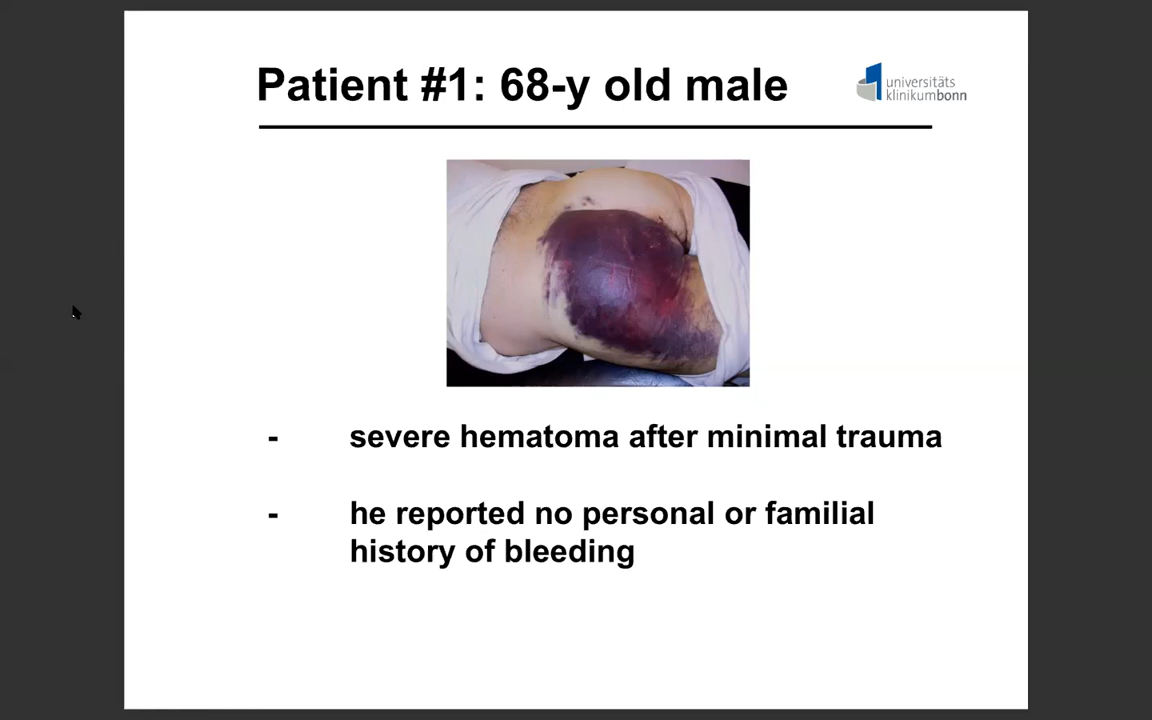 Patient #1: 68-y old male
universitäts
klinikumbonn
- severe hematoma after minimal trauma
- he reported no personal or familial
history of bleeding